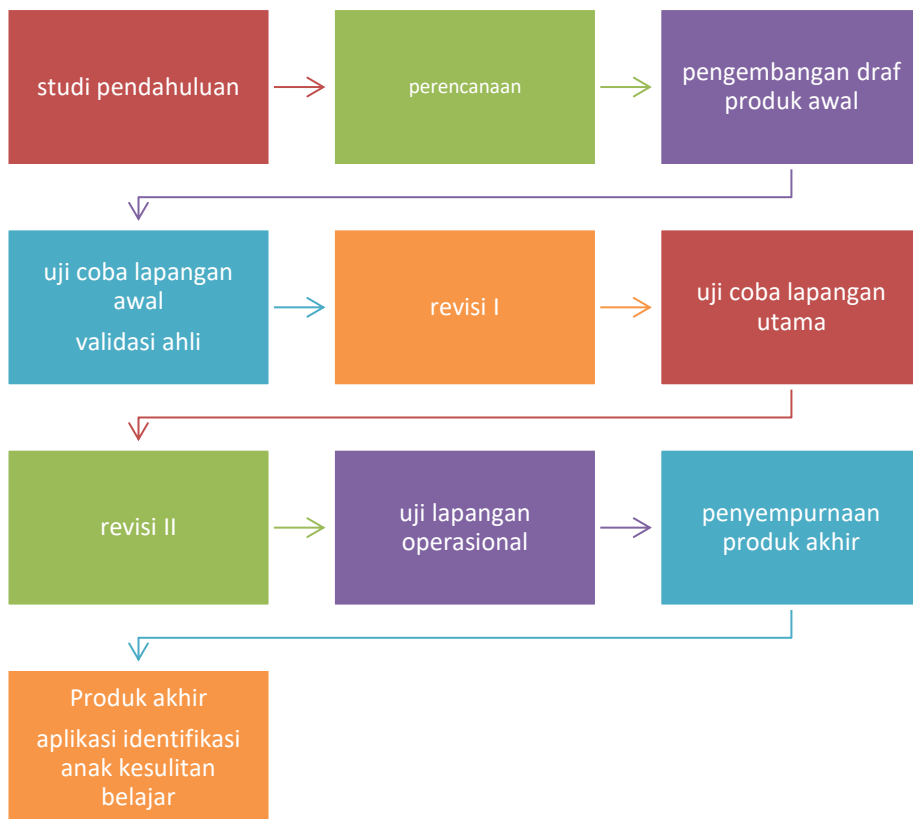 studi pendahuluan
perencanaan
pengembangan draf
produk awal
uji coba lapangan
awal
validasi ahli
revisi I
uji coba lapangan
utama
revisi II
uji lapangan
operasional
penyempurnaan
produk akhir
Produk akhir
aplikasi identifikasi
anak kesulitan
belajar